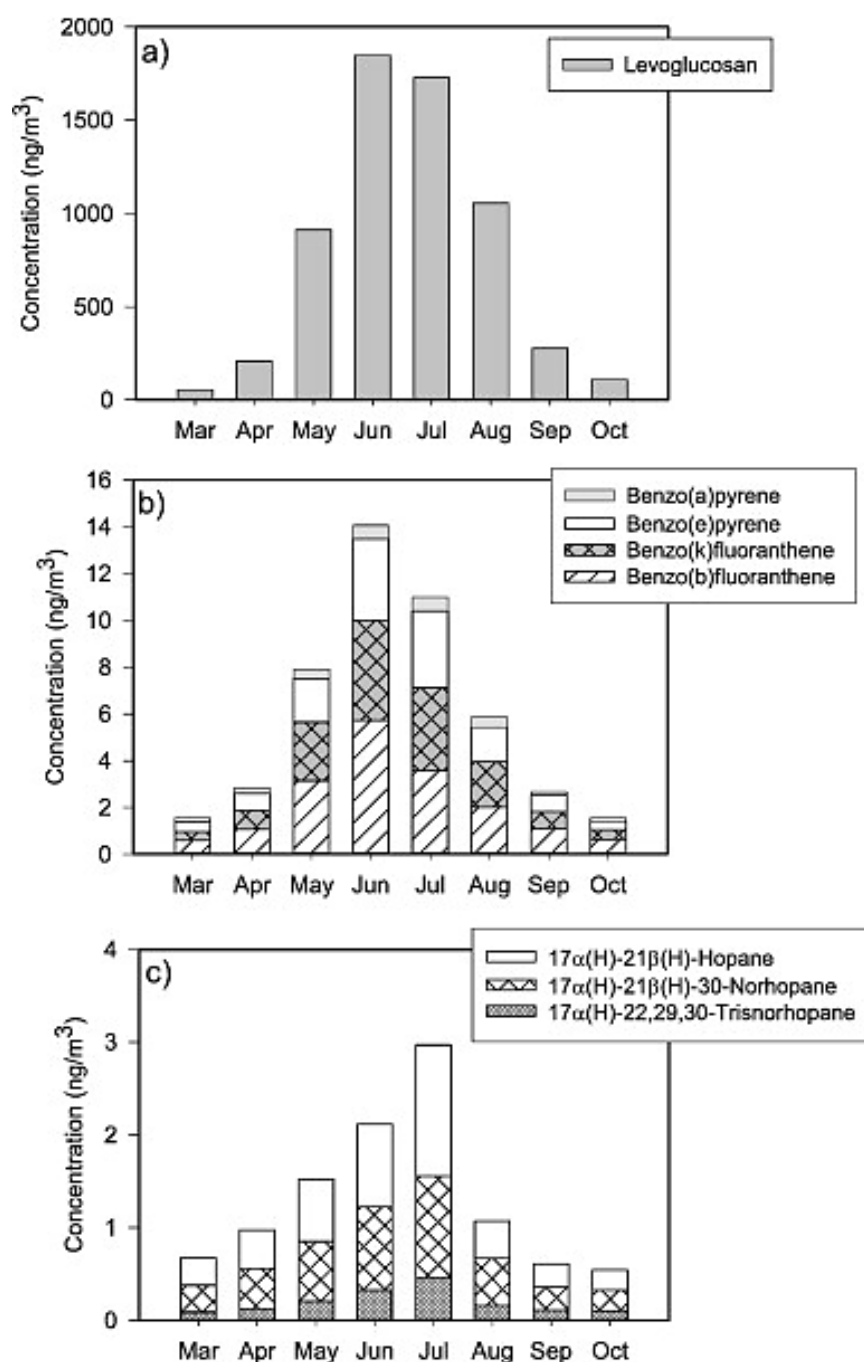 2000
a)
Levoglucosan
1500
1000
500
0
Concentration (ng/m³)
Mar Apr May Jun Jul Aug Sep Oct
16
b)
Benzo(a)pyrene
14
Benzo(e)pyrene
12
Benzo(k)fluoranthene
Benzo(b)fluoranthene
10
8
6
4
2
0
Concentration (ng/m³)
Mar Apr May Jun Jul Aug Sep Oct
4
c)
17α(H)-21β(H)-Hopane
17α(H)-21β(H)-30-Norhopane
17α(H)-22,29,30-Trisnorhopane
3
2
1
0
Concentration (ng/m³)
Mar Apr May Jun Jul Aug Sep Oct